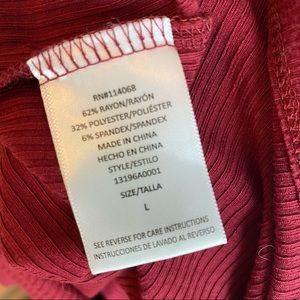 RN#114068
62% RAYON/RAYÓN
32% POLYESTER/POLIÉSTER
6% SPANDEX/SPANDEX
MADE IN CHINA
HECHO EN CHINA
STYLE/ESTILO
13196A0001
SIZE/TALLA
L
SEE REVERSE FOR CARE INSTRUCTIONS
INSTRUCCIONES DE LAVADO AL REVERSO